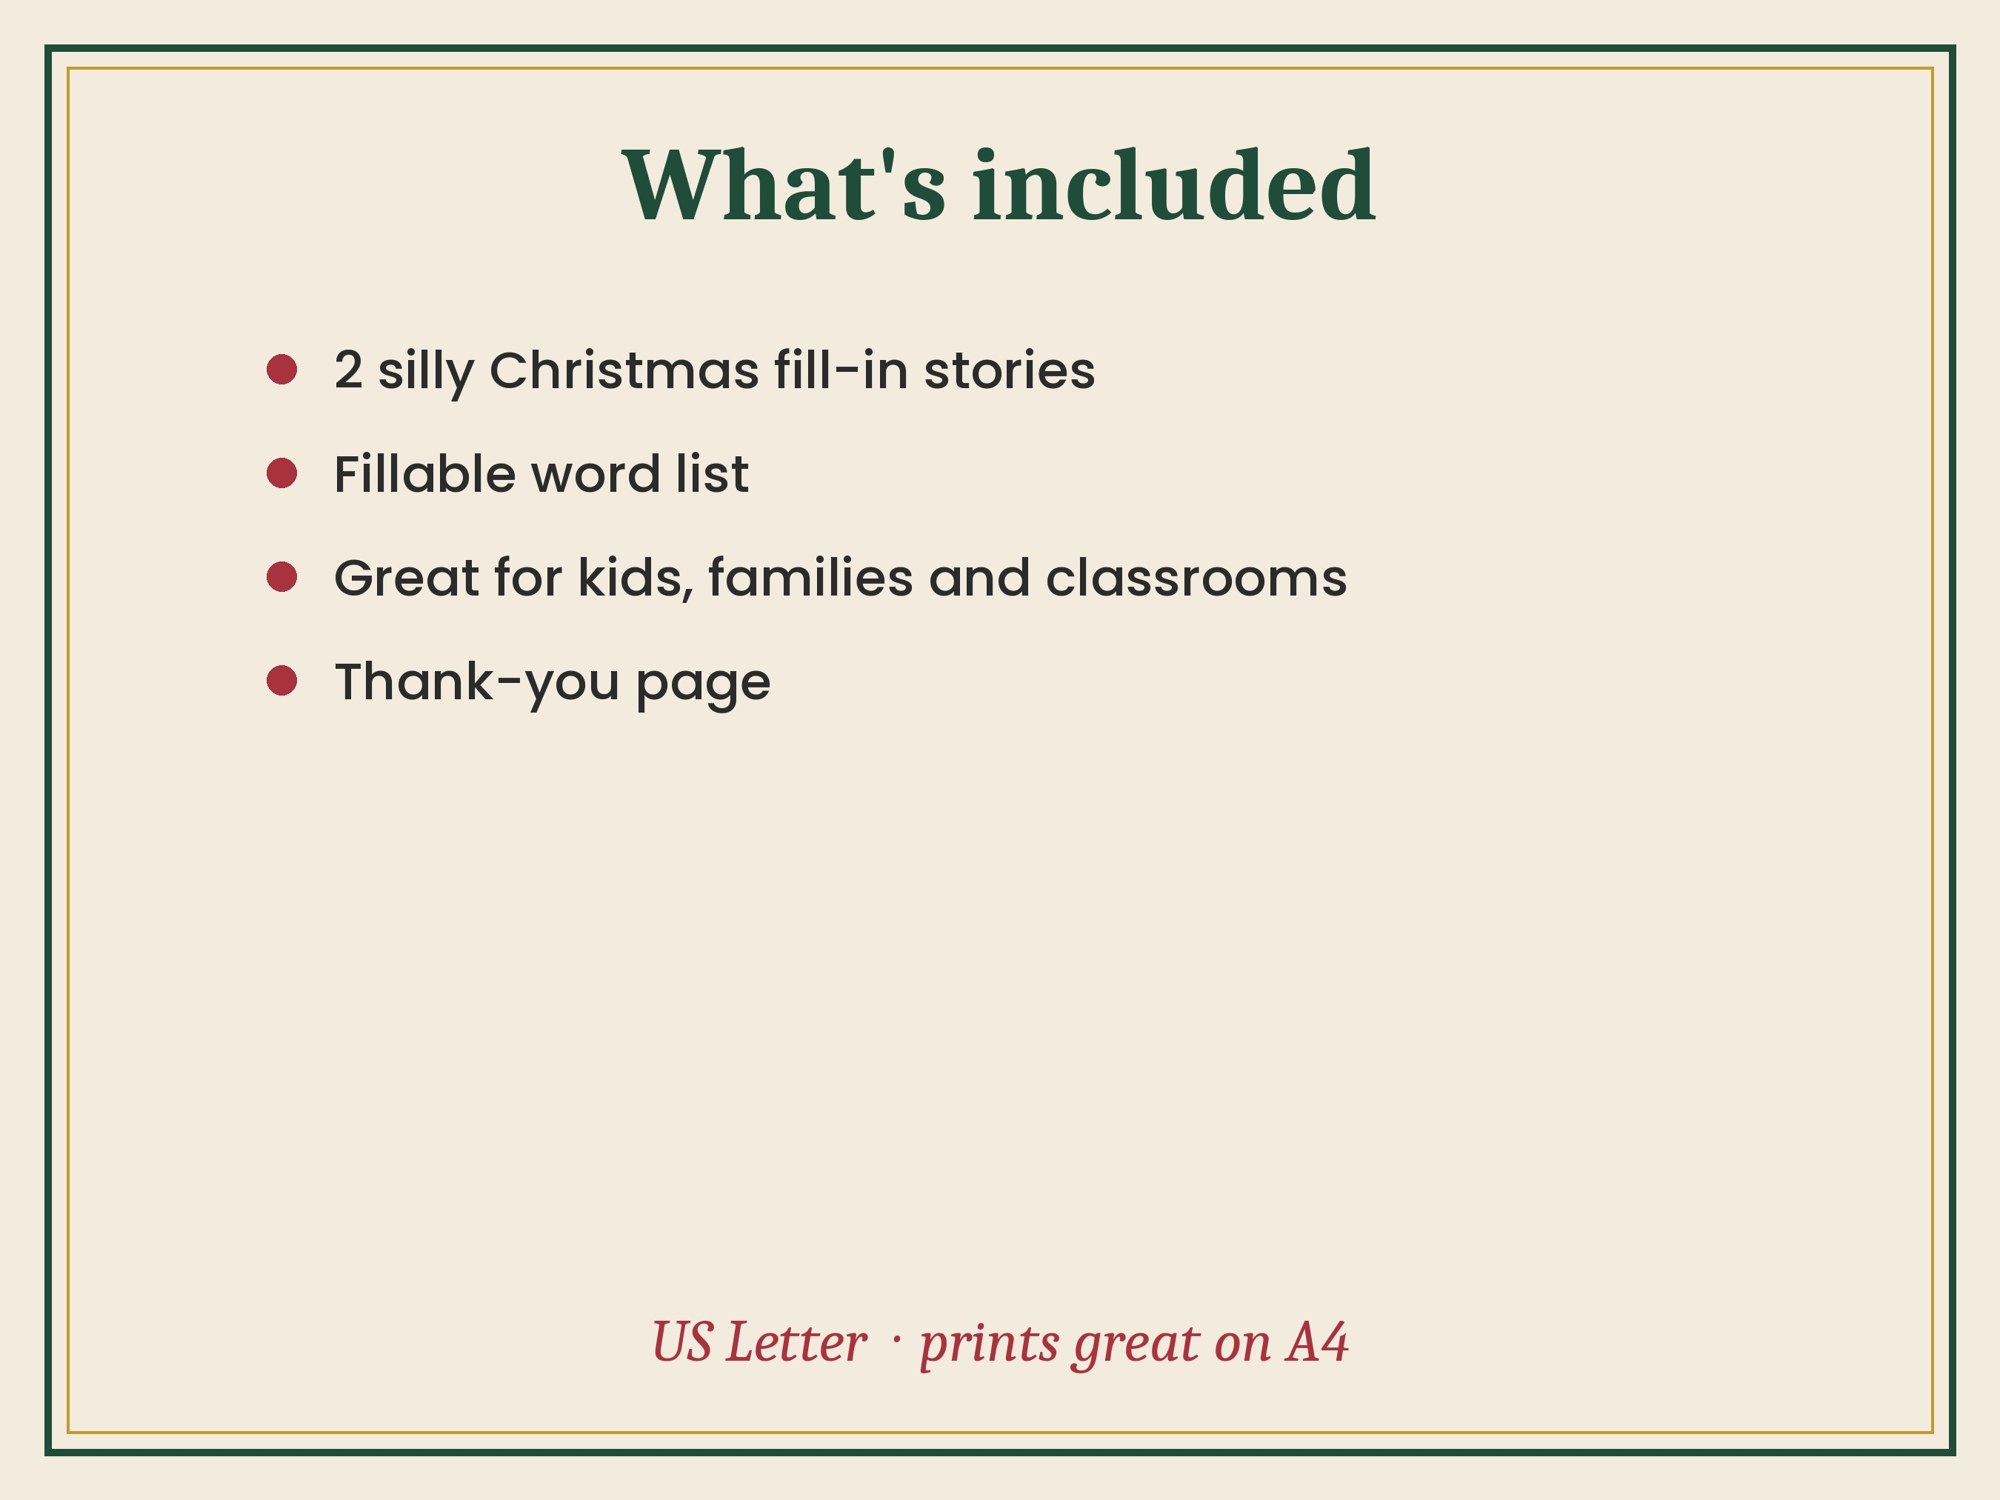 What's included
2 silly Christmas fill-in stories
Fillable word list
Great for kids, families and classrooms
Thank-you page
US Letter · prints great on A4